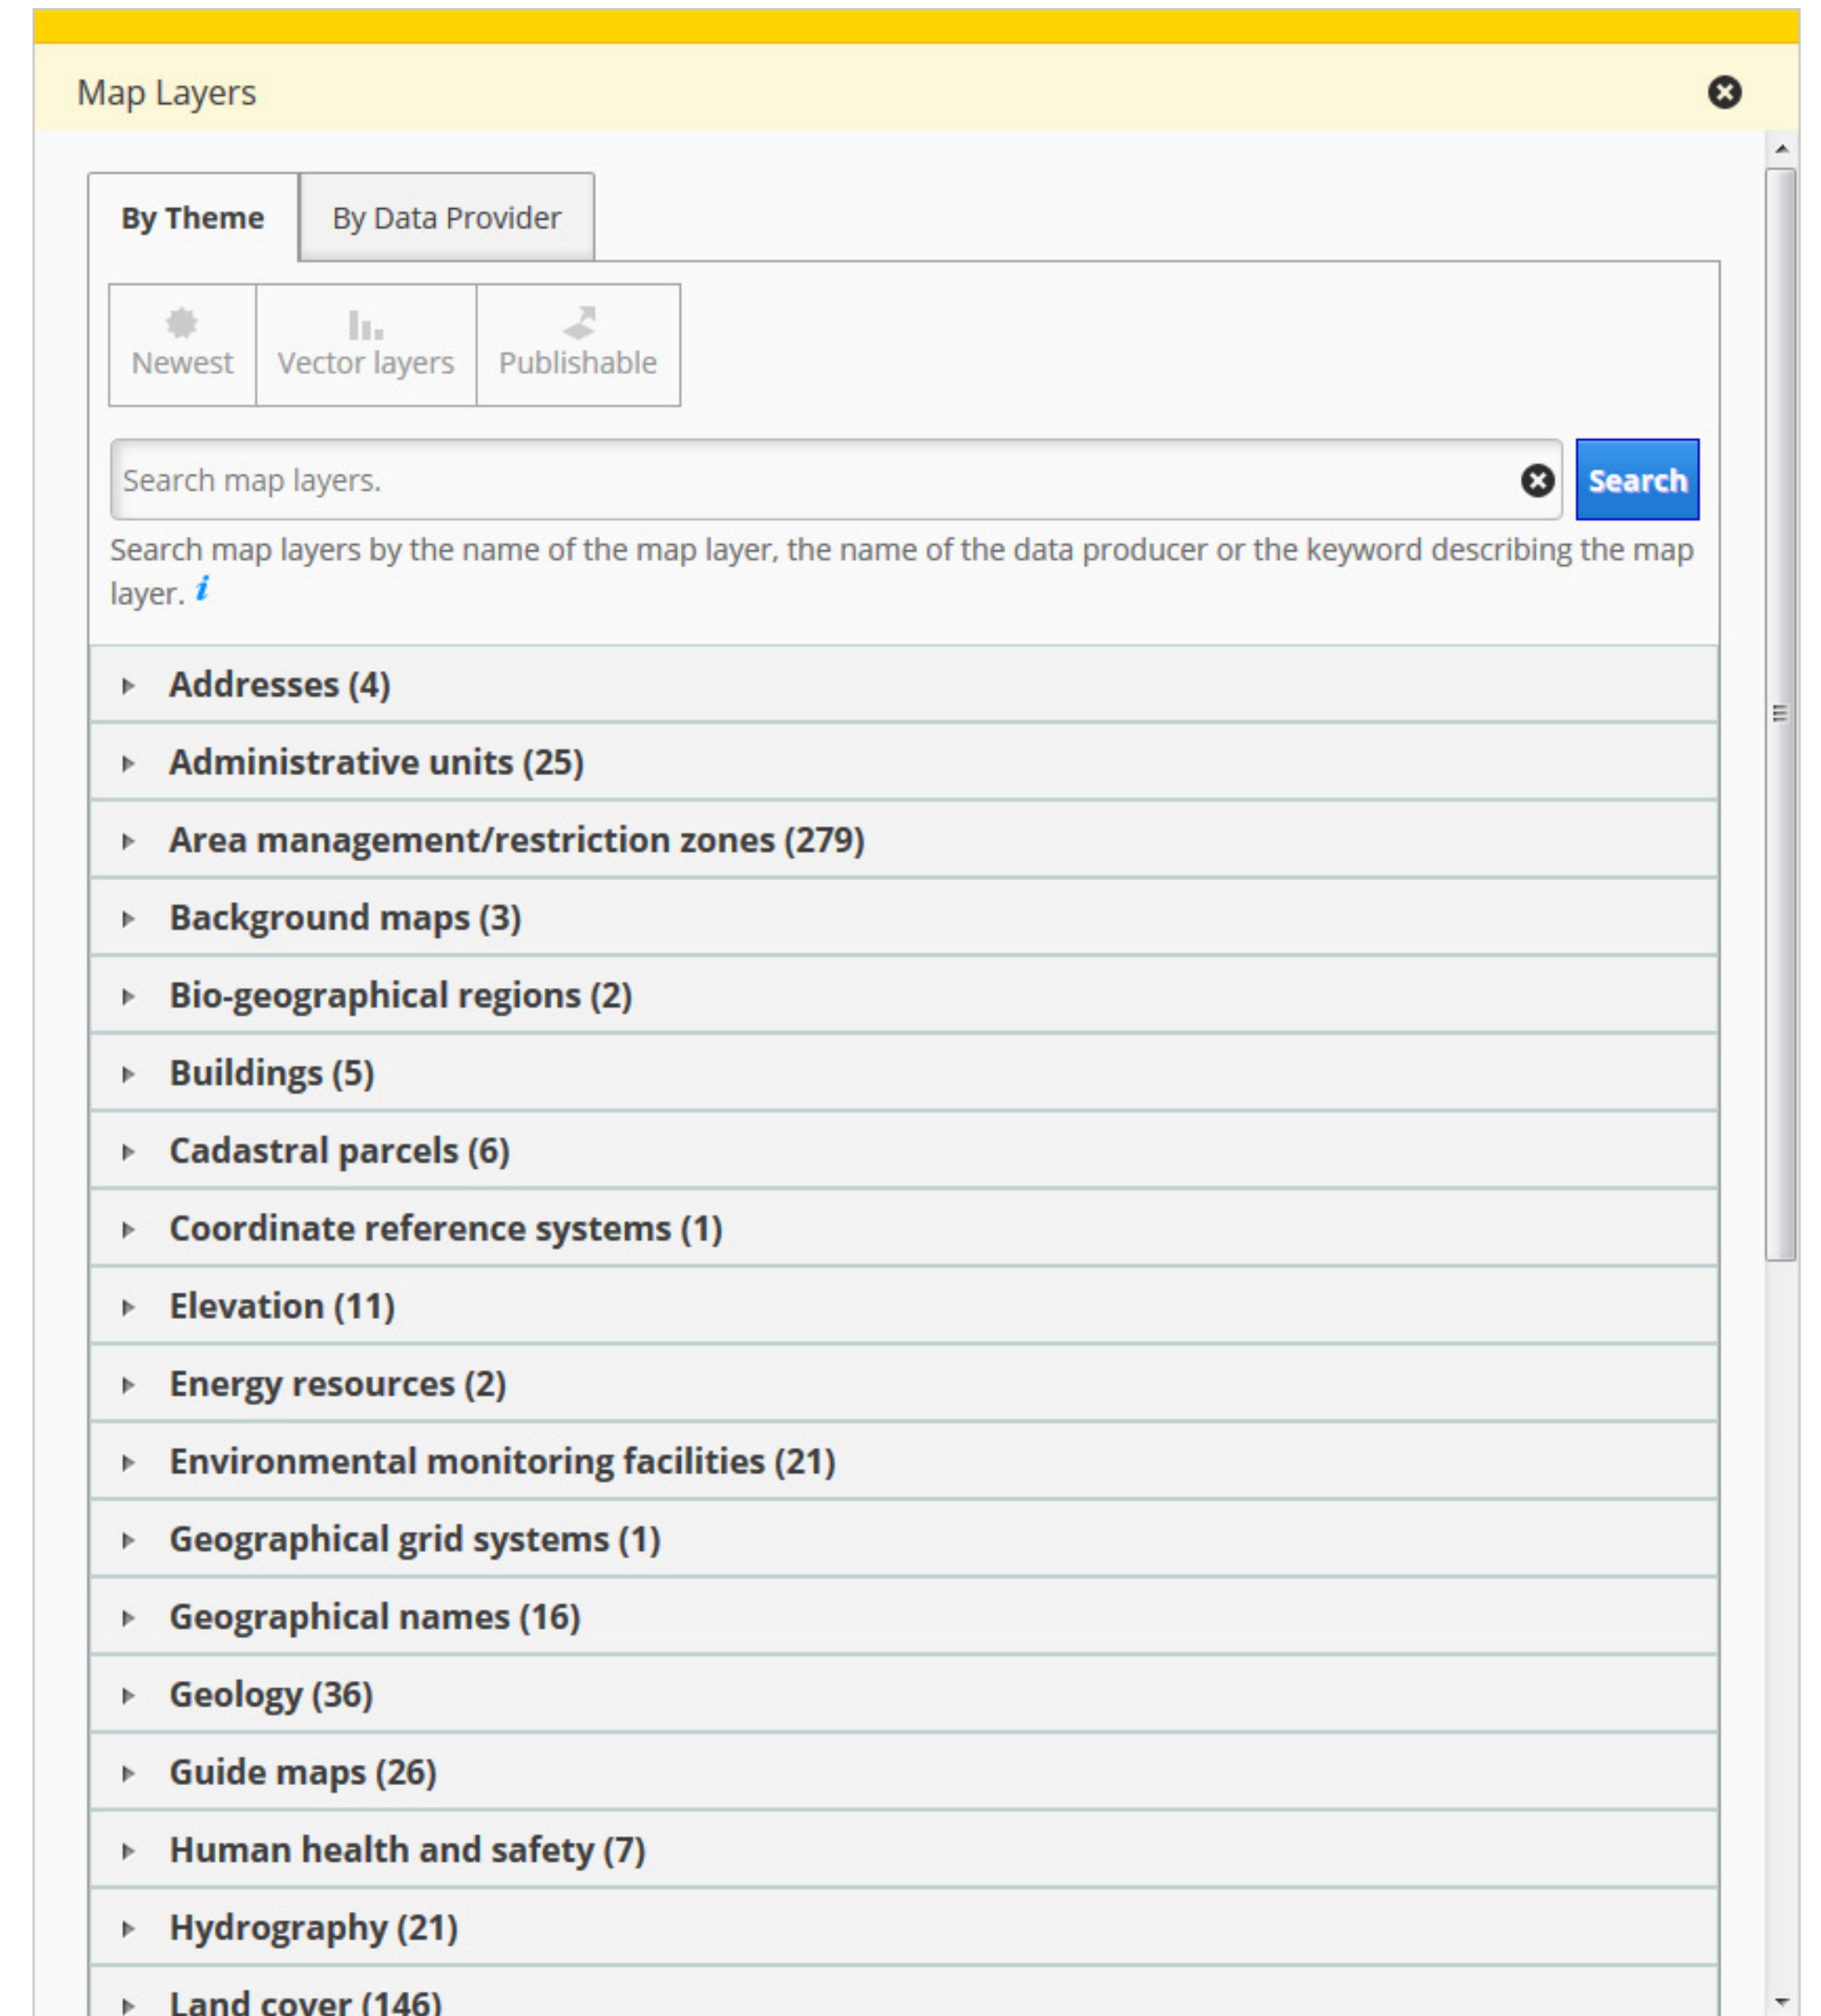 Map Layers
By Theme
By Data Provider
Newest
Vector layers
Publishable
Search map layers.
Search
Search map layers by the name of the map layer, the name of the data producer or the keyword describing the map
layer. i
Addresses (4)
Administrative units (25)
Area management/restriction zones (279)
Background maps (3)
Bio-geographical regions (2)
Buildings (5)
Cadastral parcels (6)
Coordinate reference systems (1)
Elevation (11)
Energy resources (2)
Environmental monitoring facilities (21)
Geographical grid systems (1)
Geographical names (16)
Geology (36)
Guide maps (26)
Human health and safety (7)
Hydrography (21)
Land cover (146)